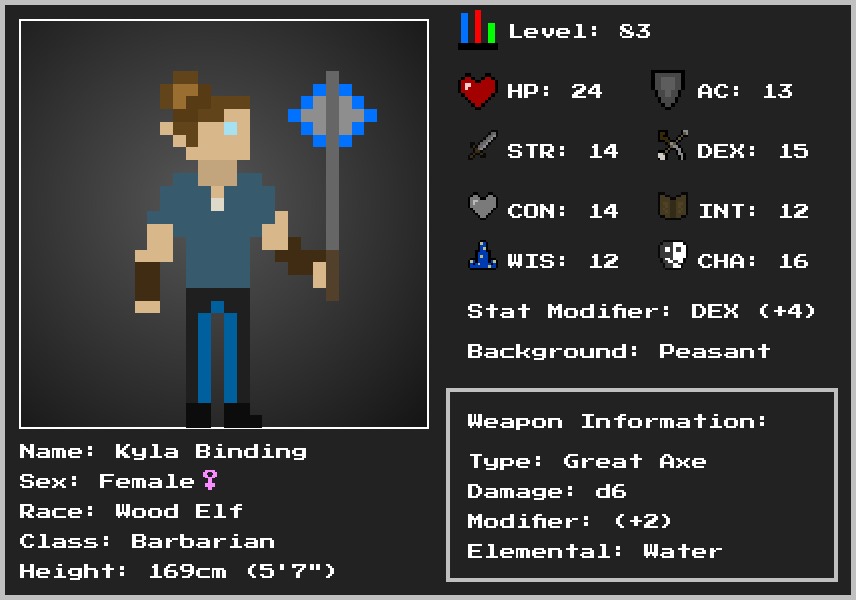 Level: 83
HP: 24
AC: 13
STR: 14
DEX: 15
CON: 14
INT: 12
WIS: 12
CHA: 16
Stat Modifier: DEX (+4)
Background: Peasant
Name: Kyla Binding
Sex: Female♀
Race: Wood Elf
Class: Barbarian
Height: 169cm (5'7")
Weapon Information:
Type: Great Axe
Damage: d6
Modifier: (+2)
Elemental: Water